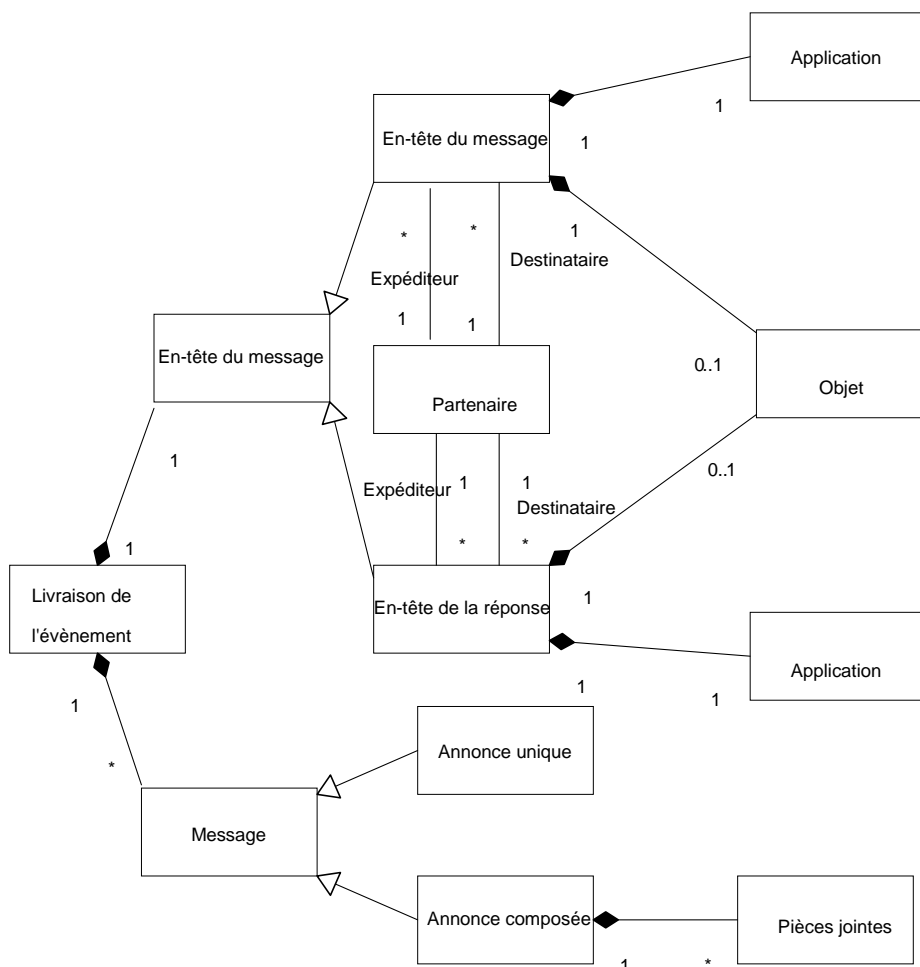 Application
1
En-tête du message
1
1
*
*
Destinataire
Expéditeur
1
1
En-tête du message
0..1
Partenaire
Objet
1
Expéditeur
1
1
0..1
Destinataire
*
*
1
Livraison de
l'évènement
En-tête de la réponse
1
Application
1
1
1
Annonce unique
*
Message
Annonce composée
Pièces jointes
1
*